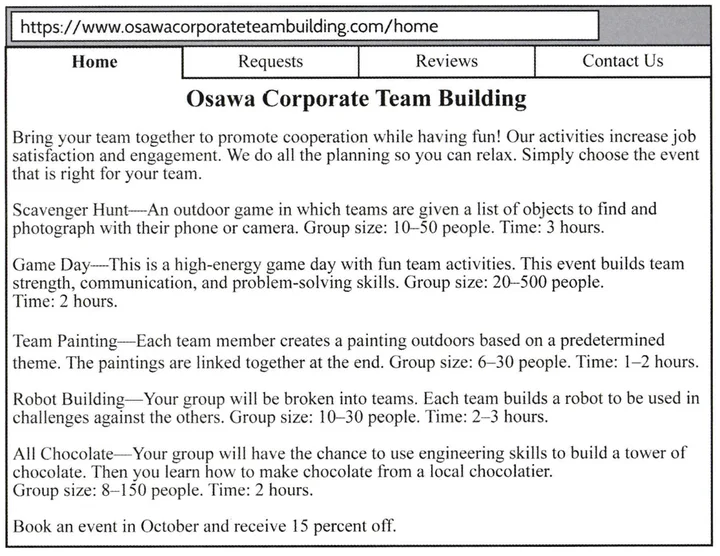 https://www.osawacorporateteambuilding.com/home
Home Requests Reviews Contact Us
Osawa Corporate Team Building
Bring your team together to promote cooperation while having fun! Our activities increase job
satisfaction and engagement. We do all the planning so you can relax. Simply choose the event
that is right for your team.
Scavenger Hunt—An outdoor game in which teams are given a list of objects to find and
photograph with their phone or camera. Group size: 10–50 people. Time: 3 hours.
Game Day—This is a high-energy game day with fun team activities. This event builds team
strength, communication, and problem-solving skills. Group size: 20–500 people.
Time: 2 hours.
Team Painting—Each team member creates a painting outdoors based on a predetermined
theme. The paintings are linked together at the end. Group size: 6–30 people. Time: 1–2 hours.
Robot Building—Your group will be broken into teams. Each team builds a robot to be used in
challenges against the others. Group size: 10–30 people. Time: 2–3 hours.
All Chocolate—Your group will have the chance to use engineering skills to build a tower of
chocolate. Then you learn how to make chocolate from a local chocolatier.
Group size: 8–150 people. Time: 2 hours.
Book an event in October and receive 15 percent off.